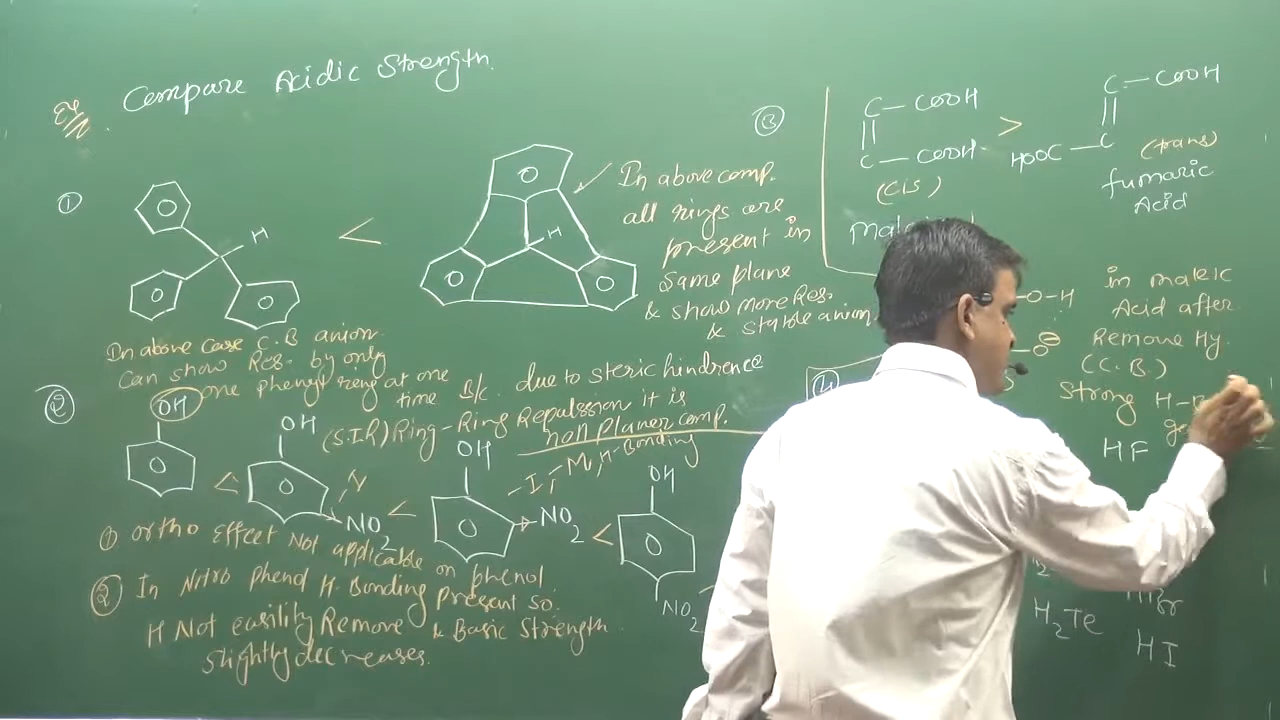 Ex
Compare Acidic Strength.
①
H
<
H
In above comp.
all rings are
present in
same plane
& show more Res.
& stable anion
In above case C.B anion
can show Res. by only
one phenyl ring at one
time B/c due to steric hindrence
(S.I.R) Ring-Ring Repulssion it is
non planer comp.
②
OH
<
OH
NO2
<
OH
-I, -M, H-Bonding
NO2
<
OH
NO2
① ortho Effect Not applicable on phenol
② In Nitro phenol H. Bonding present so.
H Not easility Remove & Basic Strength
slightly decreases.
③
C — COOH
||
C — COOH
(cis)
>
C — COOH
||
HOOC — C
(trans)
fumaric
Acid
in maleic
Acid after
Remove Hy.
(C.B.)
strong H-
O-H
O⊖
④
HF
H2Te
HI